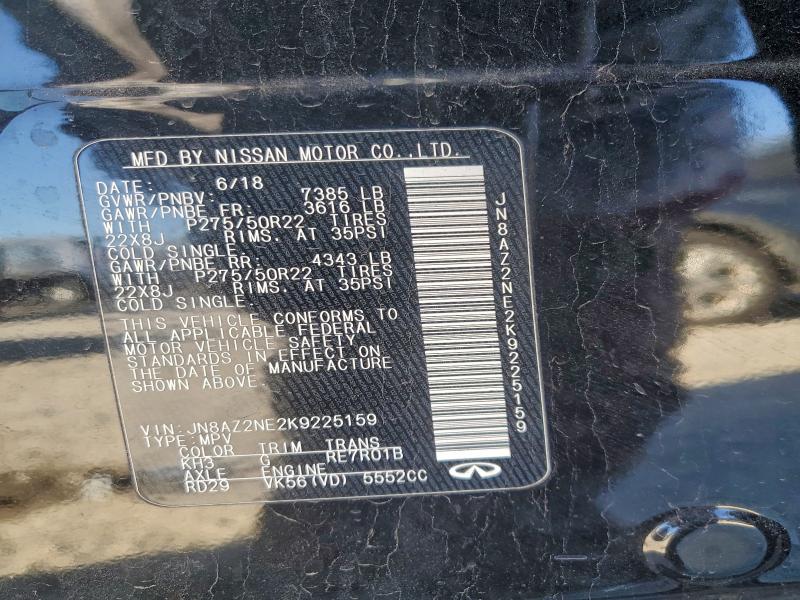 MFD BY NISSAN MOTOR CO.,LTD.
DATE: 6/18
GVWR/PNBV: 7385 LB
GAWR/PNBE FR: 3616 LB
WITH P275/50R22 TIRES
22X8J RIMS. AT 35PSI
COLD SINGLE.
GAWR/PNBE RR: 4343 LB
WITH P275/50R22 TIRES
22X8J RIMS. AT 35PSI
COLD SINGLE.
THIS VEHICLE CONFORMS TO
ALL APPLICABLE FEDERAL
MOTOR VEHICLE SAFETY
STANDARDS IN EFFECT ON
THE DATE OF MANUFACTURE
SHOWN ABOVE.
VIN:JN8AZ2NE2K9225159
TYPE:MPV
COLOR TRIM TRANS
KH3 G RE7R01B
AXLE ENGINE
RD29 VK56(VD) 5552CC
JN8AZ2NE2K9225159